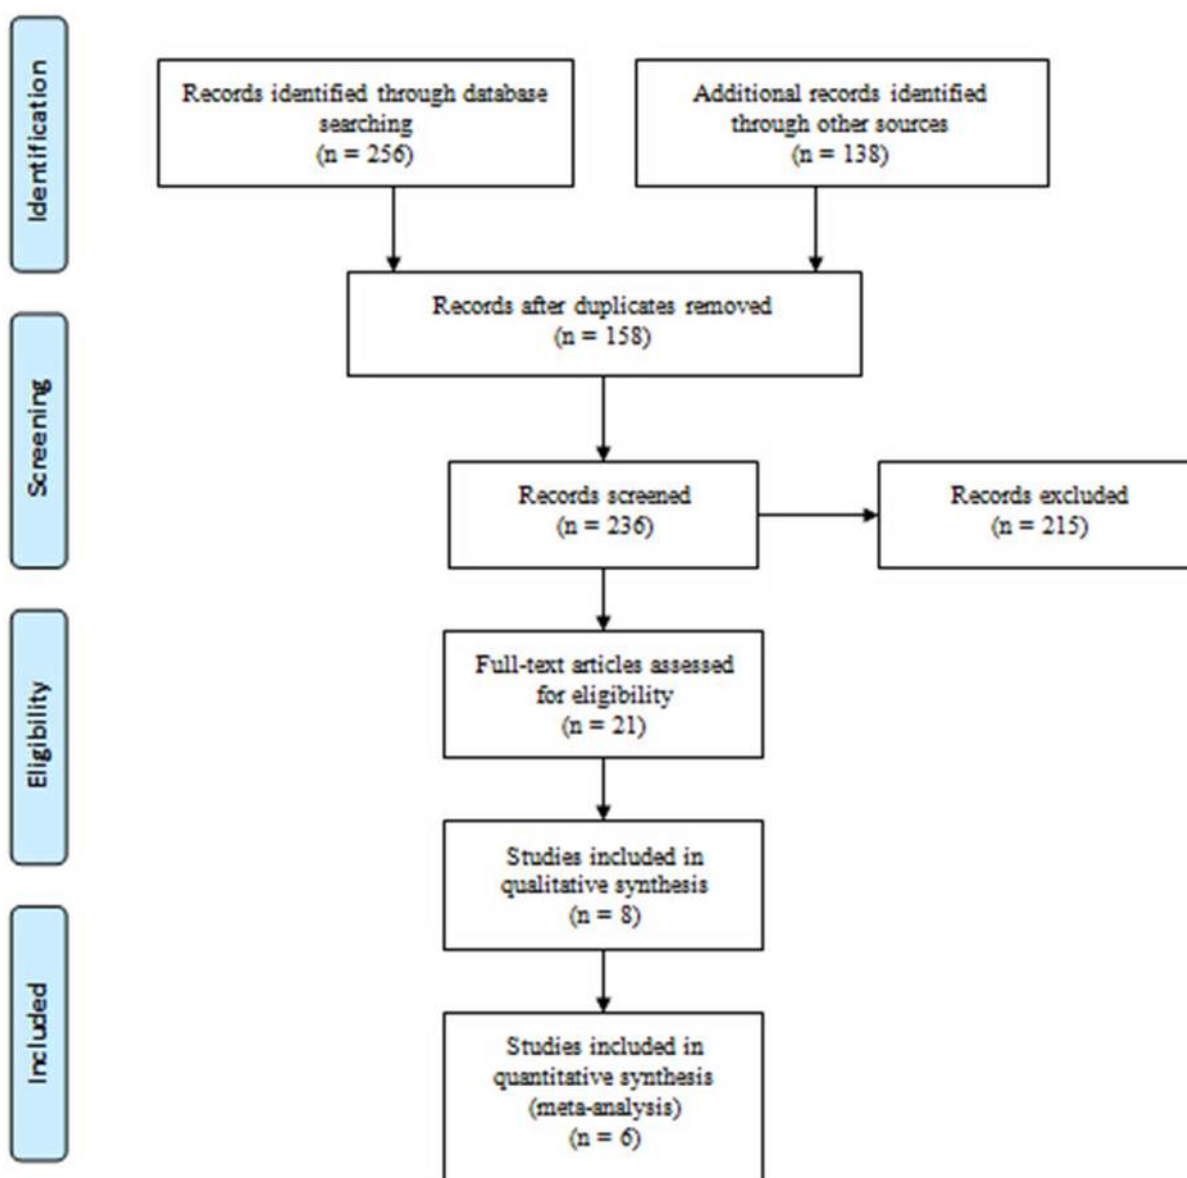 Identification
Records identified through database
searching
(n = 256)
Additional records identified
through other sources
(n = 138)
Records after duplicates removed
(n = 158)
Screening
Records screened
(n = 236)
Records excluded
(n = 215)
Eligibility
Full-text articles assessed
for eligibility
(n = 21)
Studies included in
qualitative synthesis
(n = 8)
Included
Studies included in
quantitative synthesis
(meta-analysis)
(n = 6)